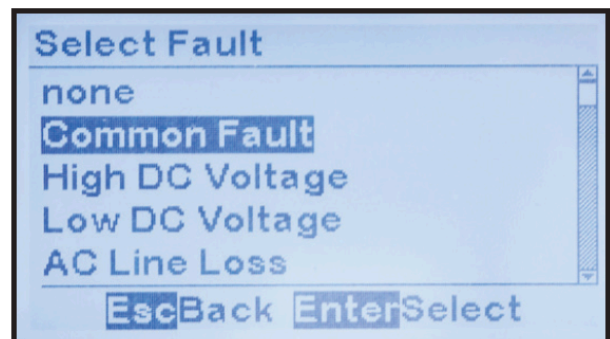 Select Fault
none
Common Fault
High DC Voltage
Low DC Voltage
AC Line Loss
EscBack EnterSelect